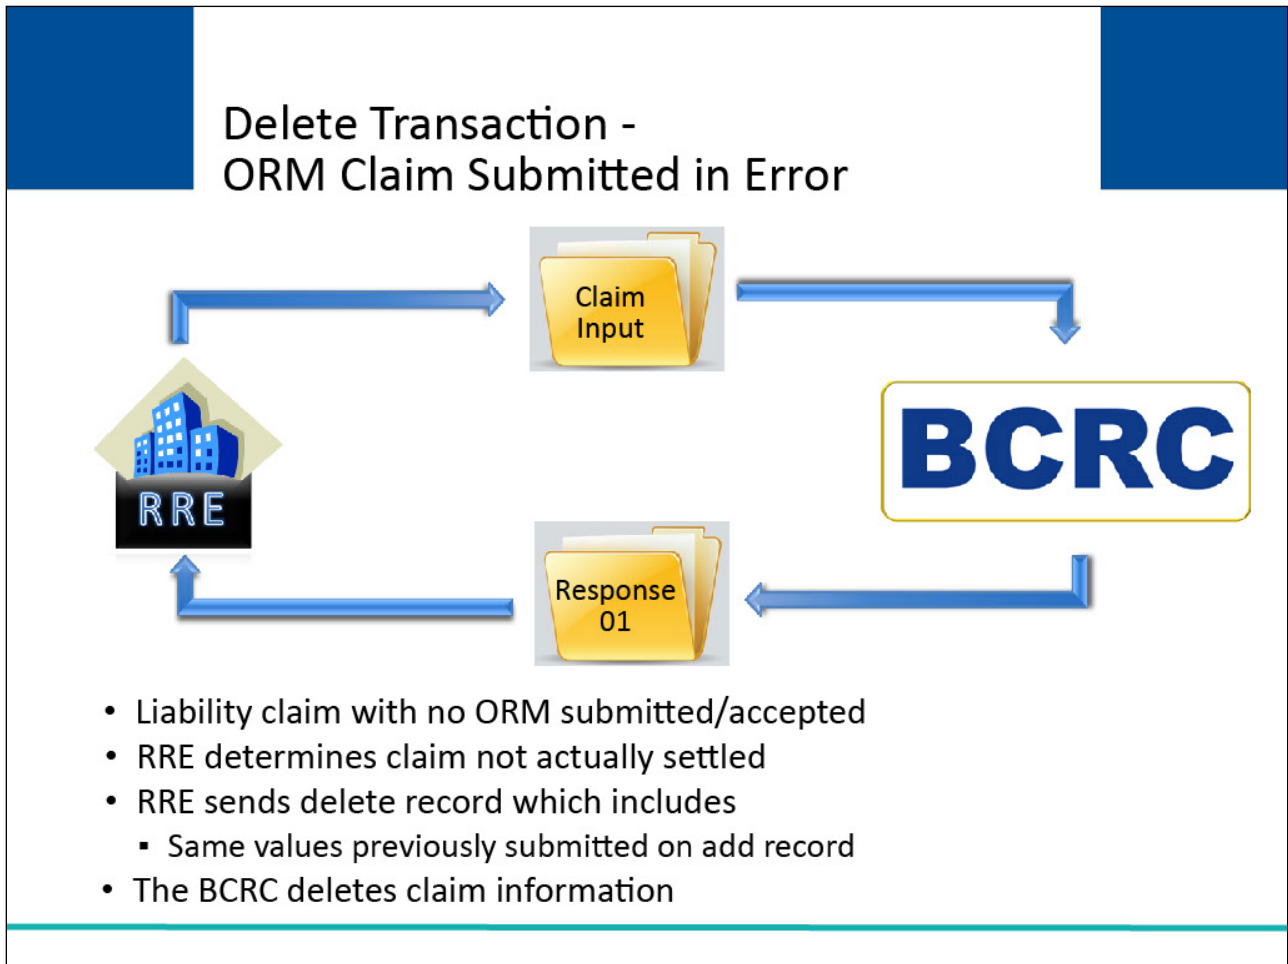 Delete Transaction -
ORM Claim Submitted in Error
Claim
Input
RRE
BCRC
Response
01
• Liability claim with no ORM submitted/accepted
• RRE determines claim not actually settled
• RRE sends delete record which includes
▪ Same values previously submitted on add record
• The BCRC deletes claim information